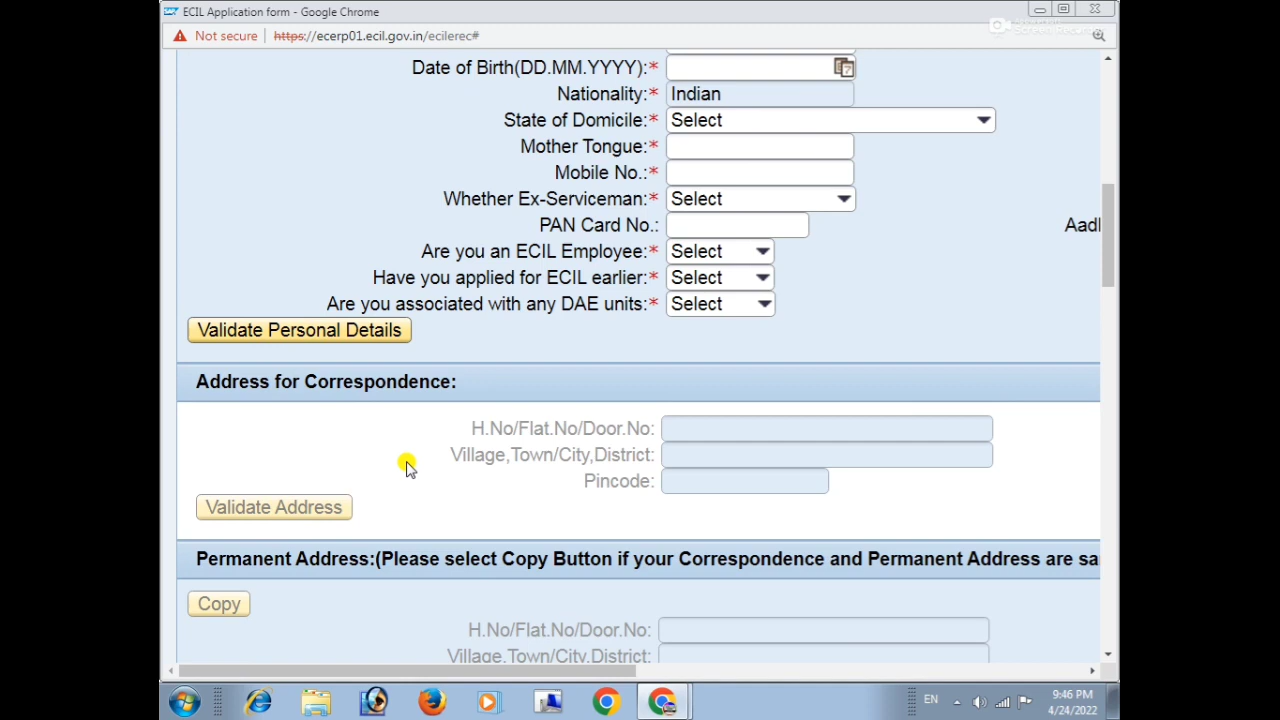 ECIL Application form - Google Chrome
Not secure | https://ecerp01.ecil.gov.in/ecilerec#
Date of Birth(DD.MM.YYYY):*
Nationality:* Indian
State of Domicile:* Select
Mother Tongue:*
Mobile No.:*
Whether Ex-Serviceman:* Select
PAN Card No.: Aadl
Are you an ECIL Employee:* Select
Have you applied for ECIL earlier:* Select
Are you associated with any DAE units:* Select
Validate Personal Details
Address for Correspondence:
H.No/Flat.No/Door.No:
Village,Town/City,District:
Pincode:
Validate Address
Permanent Address:(Please select Copy Button if your Correspondence and Permanent Address are sa
Copy
H.No/Flat.No/Door.No:
Village,Town/City,District:
EN 9:46 PM
4/24/2022